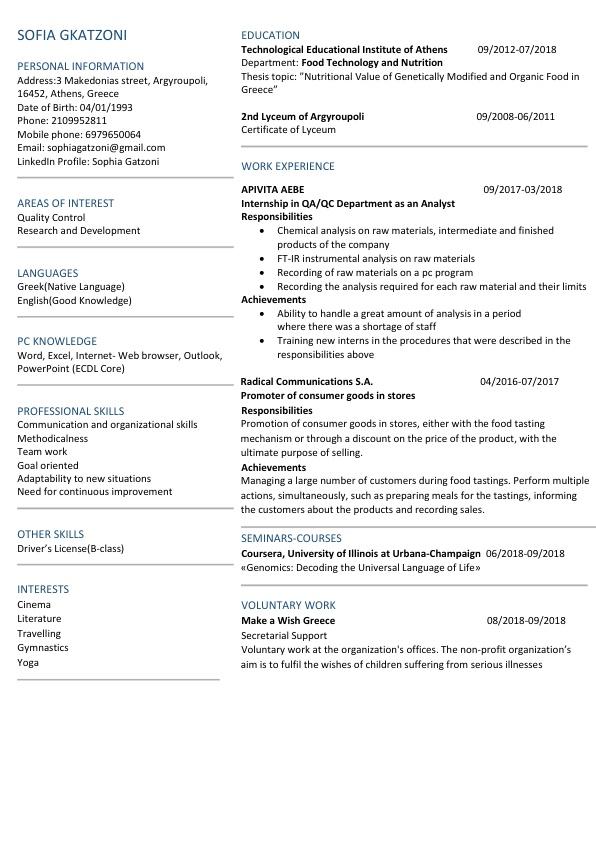 SOFIA GKATZONI
PERSONAL INFORMATION
Address:3 Makedonias street, Argyroupoli,
16452, Athens, Greece
Date of Birth: 04/01/1993
Phone: 2109952811
Mobile phone: 6979650064
Email: sophiagatzoni@gmail.com
LinkedIn Profile: Sophia Gatzoni
AREAS OF INTEREST
Quality Control
Research and Development
LANGUAGES
Greek(Native Language)
English(Good Knowledge)
PC KNOWLEDGE
Word, Excel, Internet- Web browser, Outlook,
PowerPoint (ECDL Core)
PROFESSIONAL SKILLS
Communication and organizational skills
Methodicalness
Team work
Goal oriented
Adaptability to new situations
Need for continuous improvement
OTHER SKILLS
Driver's License(B-class)
INTERESTS
Cinema
Literature
Travelling
Gymnastics
Yoga
EDUCATION
Technological Educational Institute of Athens 09/2012-07/2018
Department: Food Technology and Nutrition
Thesis topic: "Nutritional Value of Genetically Modified and Organic Food in
Greece"
2nd Lyceum of Argyroupoli 09/2008-06/2011
Certificate of Lyceum
WORK EXPERIENCE
APIVITA AEBE 09/2017-03/2018
Internship in QA/QC Department as an Analyst
Responsibilities
• Chemical analysis on raw materials, intermediate and finished
products of the company
• FT-IR instrumental analysis on raw materials
• Recording of raw materials on a pc program
• Recording the analysis required for each raw material and their limits
Achievements
• Ability to handle a great amount of analysis in a period
where there was a shortage of staff
• Training new interns in the procedures that were described in the
responsibilities above
Radical Communications S.A. 04/2016-07/2017
Promoter of consumer goods in stores
Responsibilities
Promotion of consumer goods in stores, either with the food tasting
mechanism or through a discount on the price of the product, with the
ultimate purpose of selling.
Achievements
Managing a large number of customers during food tastings. Perform multiple
actions, simultaneously, such as preparing meals for the tastings, informing
the customers about the products and recording sales.
SEMINARS-COURSES
Coursera, University of Illinois at Urbana-Champaign 06/2018-09/2018
«Genomics: Decoding the Universal Language of Life»
VOLUNTARY WORK
Make a Wish Greece 08/2018-09/2018
Secretarial Support
Voluntary work at the organization's offices. The non-profit organization's
aim is to fulfil the wishes of children suffering from serious illnesses